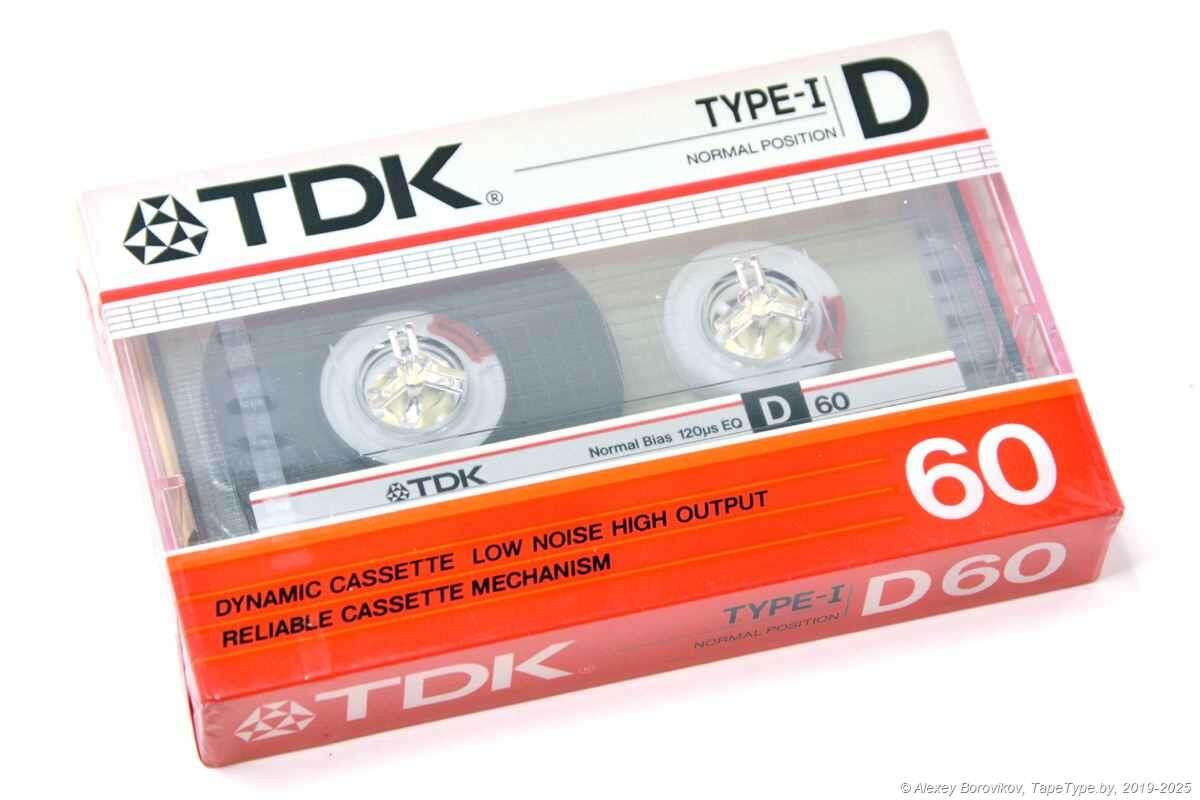 TDK®
TYPE-I
NORMAL POSITION
D
TDK
Normal Bias 120µs EQ
D 60
DYNAMIC CASSETTE LOW NOISE HIGH OUTPUT
RELIABLE CASSETTE MECHANISM
60
TDK®
TYPE-I
NORMAL POSITION
D60
© Alexey Borovikov, TapeType.by, 2019-2025